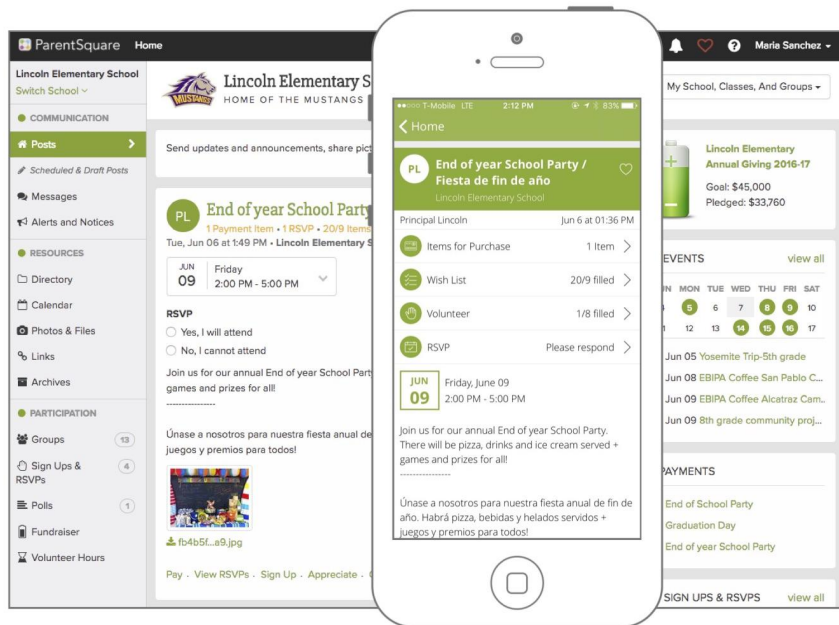 ParentSquare Home
Maria Sanchez
Lincoln Elementary School
Switch School
COMMUNICATION
Posts
Scheduled & Draft Posts
Messages
Alerts and Notices
RESOURCES
Directory
Calendar
Photos & Files
Links
Archives
PARTICIPATION
Groups 13
Sign Ups & 4
RSVPs
Polls 1
Fundraiser
Volunteer Hours
MUSTANGS
Lincoln Elementary S
HOME OF THE MUSTANGS
Send updates and announcements, share pict
PL
End of year School Party
1 Payment Item • 1 RSVP • 20/9 Items
Tue, Jun 06 at 1:49 PM • Lincoln Elementary S
JUN
09
Friday
2:00 PM - 5:00 PM
RSVP
Yes, I will attend
No, I cannot attend
Join us for our annual End of year School Part
games and prizes for all!
----------------
Únase a nosotros para nuestra fiesta anual de
juegos y premios para todos!
fb4b5f...a9.jpg
Pay . View RSVPs . Sign Up . Appreciate .
T-Mobile LTE 2:12 PM 83%
Home
PL
End of year School Party /
Fiesta de fin de año
Lincoln Elementary School
Principal Lincoln Jun 6 at 01:36 PM
Items for Purchase 1 Item
Wish List 20/9 filled
Volunteer 1/8 filled
RSVP Please respond
JUN
09
Friday, June 09
2:00 PM - 5:00 PM
Join us for our annual End of year School Party.
There will be pizza, drinks and ice cream served +
games and prizes for all!
----------------
Únase a nosotros para nuestra fiesta anual de fin de
año. Habrá pizza, bebidas y helados servidos +
juegos y premios para todos!
My School, Classes, And Groups
Lincoln Elementary
Annual Giving 2016-17
Goal: $45,000
Pledged: $33,760
EVENTS view all
UN MON TUE WED THU FRI SAT
5 6 7 8 9 10
12 13 14 15 16 17
Jun 05 Yosemite Trip-5th grade
Jun 08 EBIPA Coffee San Pablo C...
Jun 09 EBIPA Coffee Alcatraz Cam..
Jun 09 8th grade community proj...
PAYMENTS
End of School Party
Graduation Day
End of year School Party
SIGN UPS & RSVPS view all